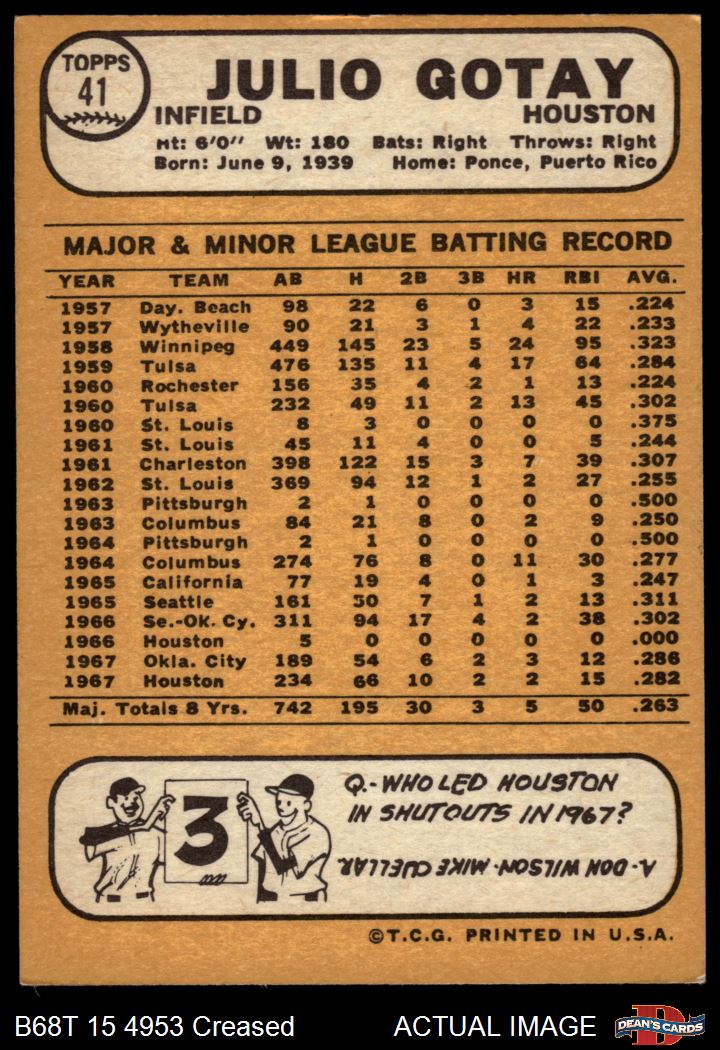 TOPPS
41
JULIO GOTAY
INFIELD HOUSTON
Ht: 6'0" Wt: 180 Bats: Right Throws: Right
Born: June 9, 1939 Home: Ponce, Puerto Rico
MAJOR & MINOR LEAGUE BATTING RECORD
YEAR TEAM AB H 2B 3B HR RBI AVG.
1957 Day. Beach 98 22 6 0 3 15 .224
1957 Wytheville 90 21 3 1 4 22 .233
1958 Winnipeg 449 145 23 5 24 95 .323
1959 Tulsa 476 135 11 4 17 64 .284
1960 Rochester 156 35 4 2 1 13 .224
1960 Tulsa 232 49 11 2 13 45 .302
1960 St. Louis 8 3 0 0 0 0 .375
1961 St. Louis 45 11 4 0 0 5 .244
1961 Charleston 398 122 15 3 7 39 .307
1962 St. Louis 369 94 12 1 2 27 .255
1963 Pittsburgh 2 1 0 0 0 0 .500
1963 Columbus 84 21 8 0 2 9 .250
1964 Pittsburgh 2 1 0 0 0 0 .500
1964 Columbus 274 76 8 0 11 30 .277
1965 California 77 19 4 0 1 3 .247
1965 Seattle 161 50 7 1 2 13 .311
1966 Se.-OK. Cy. 311 94 17 4 2 38 .302
1966 Houston 5 0 0 0 0 0 .000
1967 Okla. City 189 54 6 2 3 12 .286
1967 Houston 234 66 10 2 2 15 .282
Maj. Totals 8 Yrs. 742 195 30 3 5 50 .263
3
Q.-WHO LED HOUSTON
IN SHUTOUTS IN 1967?
A. DON WILSON-MIKE CUELLAR
©T.C.G. PRINTED IN U.S.A.
B68T 15 4953 Creased ACTUAL IMAGE
DEAN'S CARDS